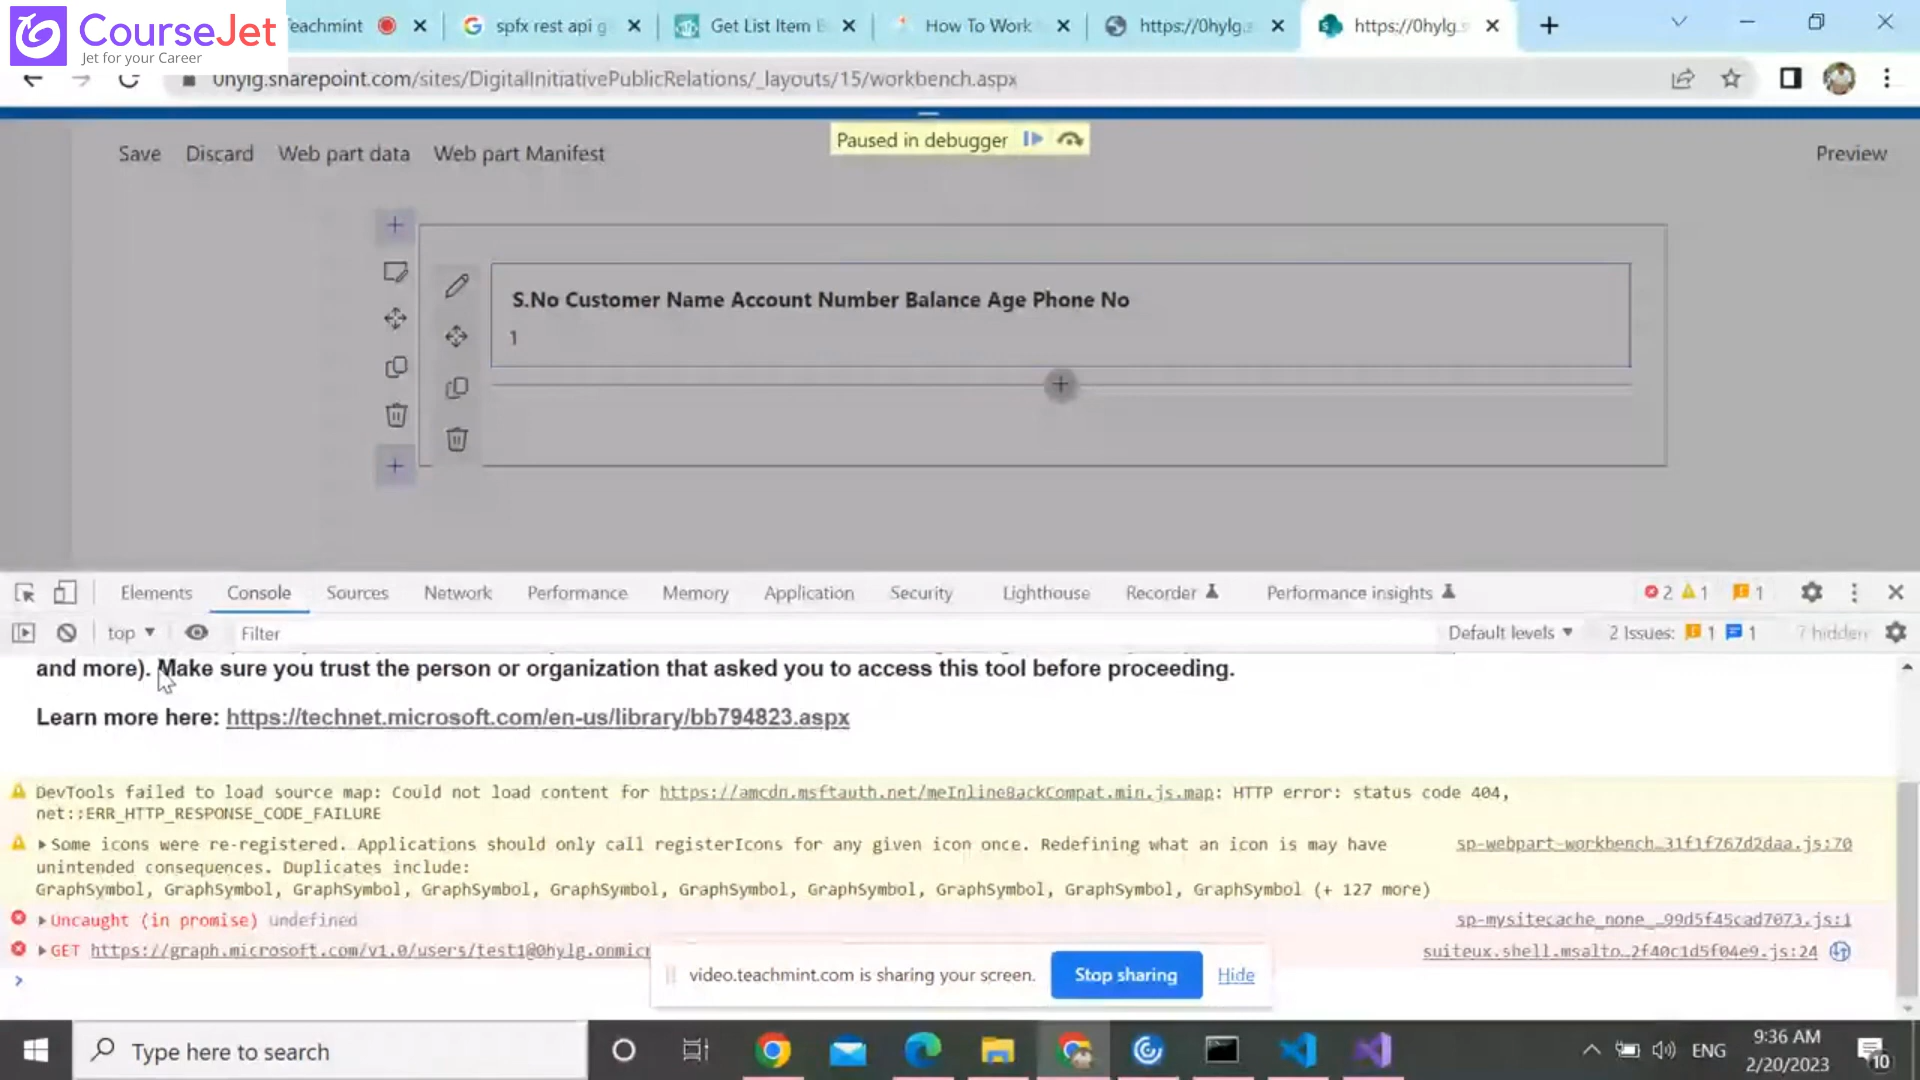 CourseJet
Jet for your Career
Teachmint
spfx rest api g
Get List Item B
How To Work
https://0hylg.s
https://0hylg.s
0hylg.sharepoint.com/sites/DigitalInitiativePublicRelations/_layouts/15/workbench.aspx
Paused in debugger
Save Discard Web part data Web part Manifest Preview
S.No Customer Name Account Number Balance Age Phone No
1
Elements Console Sources Network Performance Memory Application Security Lighthouse Recorder Performance insights 2 1 1
top Filter Default levels 2 Issues: 1 1 7 hidden
and more). Make sure you trust the person or organization that asked you to access this tool before proceeding.
Learn more here: https://technet.microsoft.com/en-us/library/bb794823.aspx
DevTools failed to load source map: Could not load content for https://amcdn.msftauth.net/meInlineBackCompat.min.js.map: HTTP error: status code 404,
net::ERR_HTTP_RESPONSE_CODE_FAILURE
Some icons were re-registered. Applications should only call registerIcons for any given icon once. Redefining what an icon is may have sp-webpart-workbench…31f1f767d2daa.js:70
unintended consequences. Duplicates include:
GraphSymbol, GraphSymbol, GraphSymbol, GraphSymbol, GraphSymbol, GraphSymbol, GraphSymbol, GraphSymbol, GraphSymbol, GraphSymbol (+ 127 more)
Uncaught (in promise) undefined sp-mysitecache_none_…99d5f45cad7073.js:1
GET https://graph.microsoft.com/v1.0/users/test1@0hylg.onmicr suiteux.shell.msalto…2f40c1d5f04e9.js:24
video.teachmint.com is sharing your screen. Stop sharing Hide
Type here to search
ENG
9:36 AM
2/20/2023
10